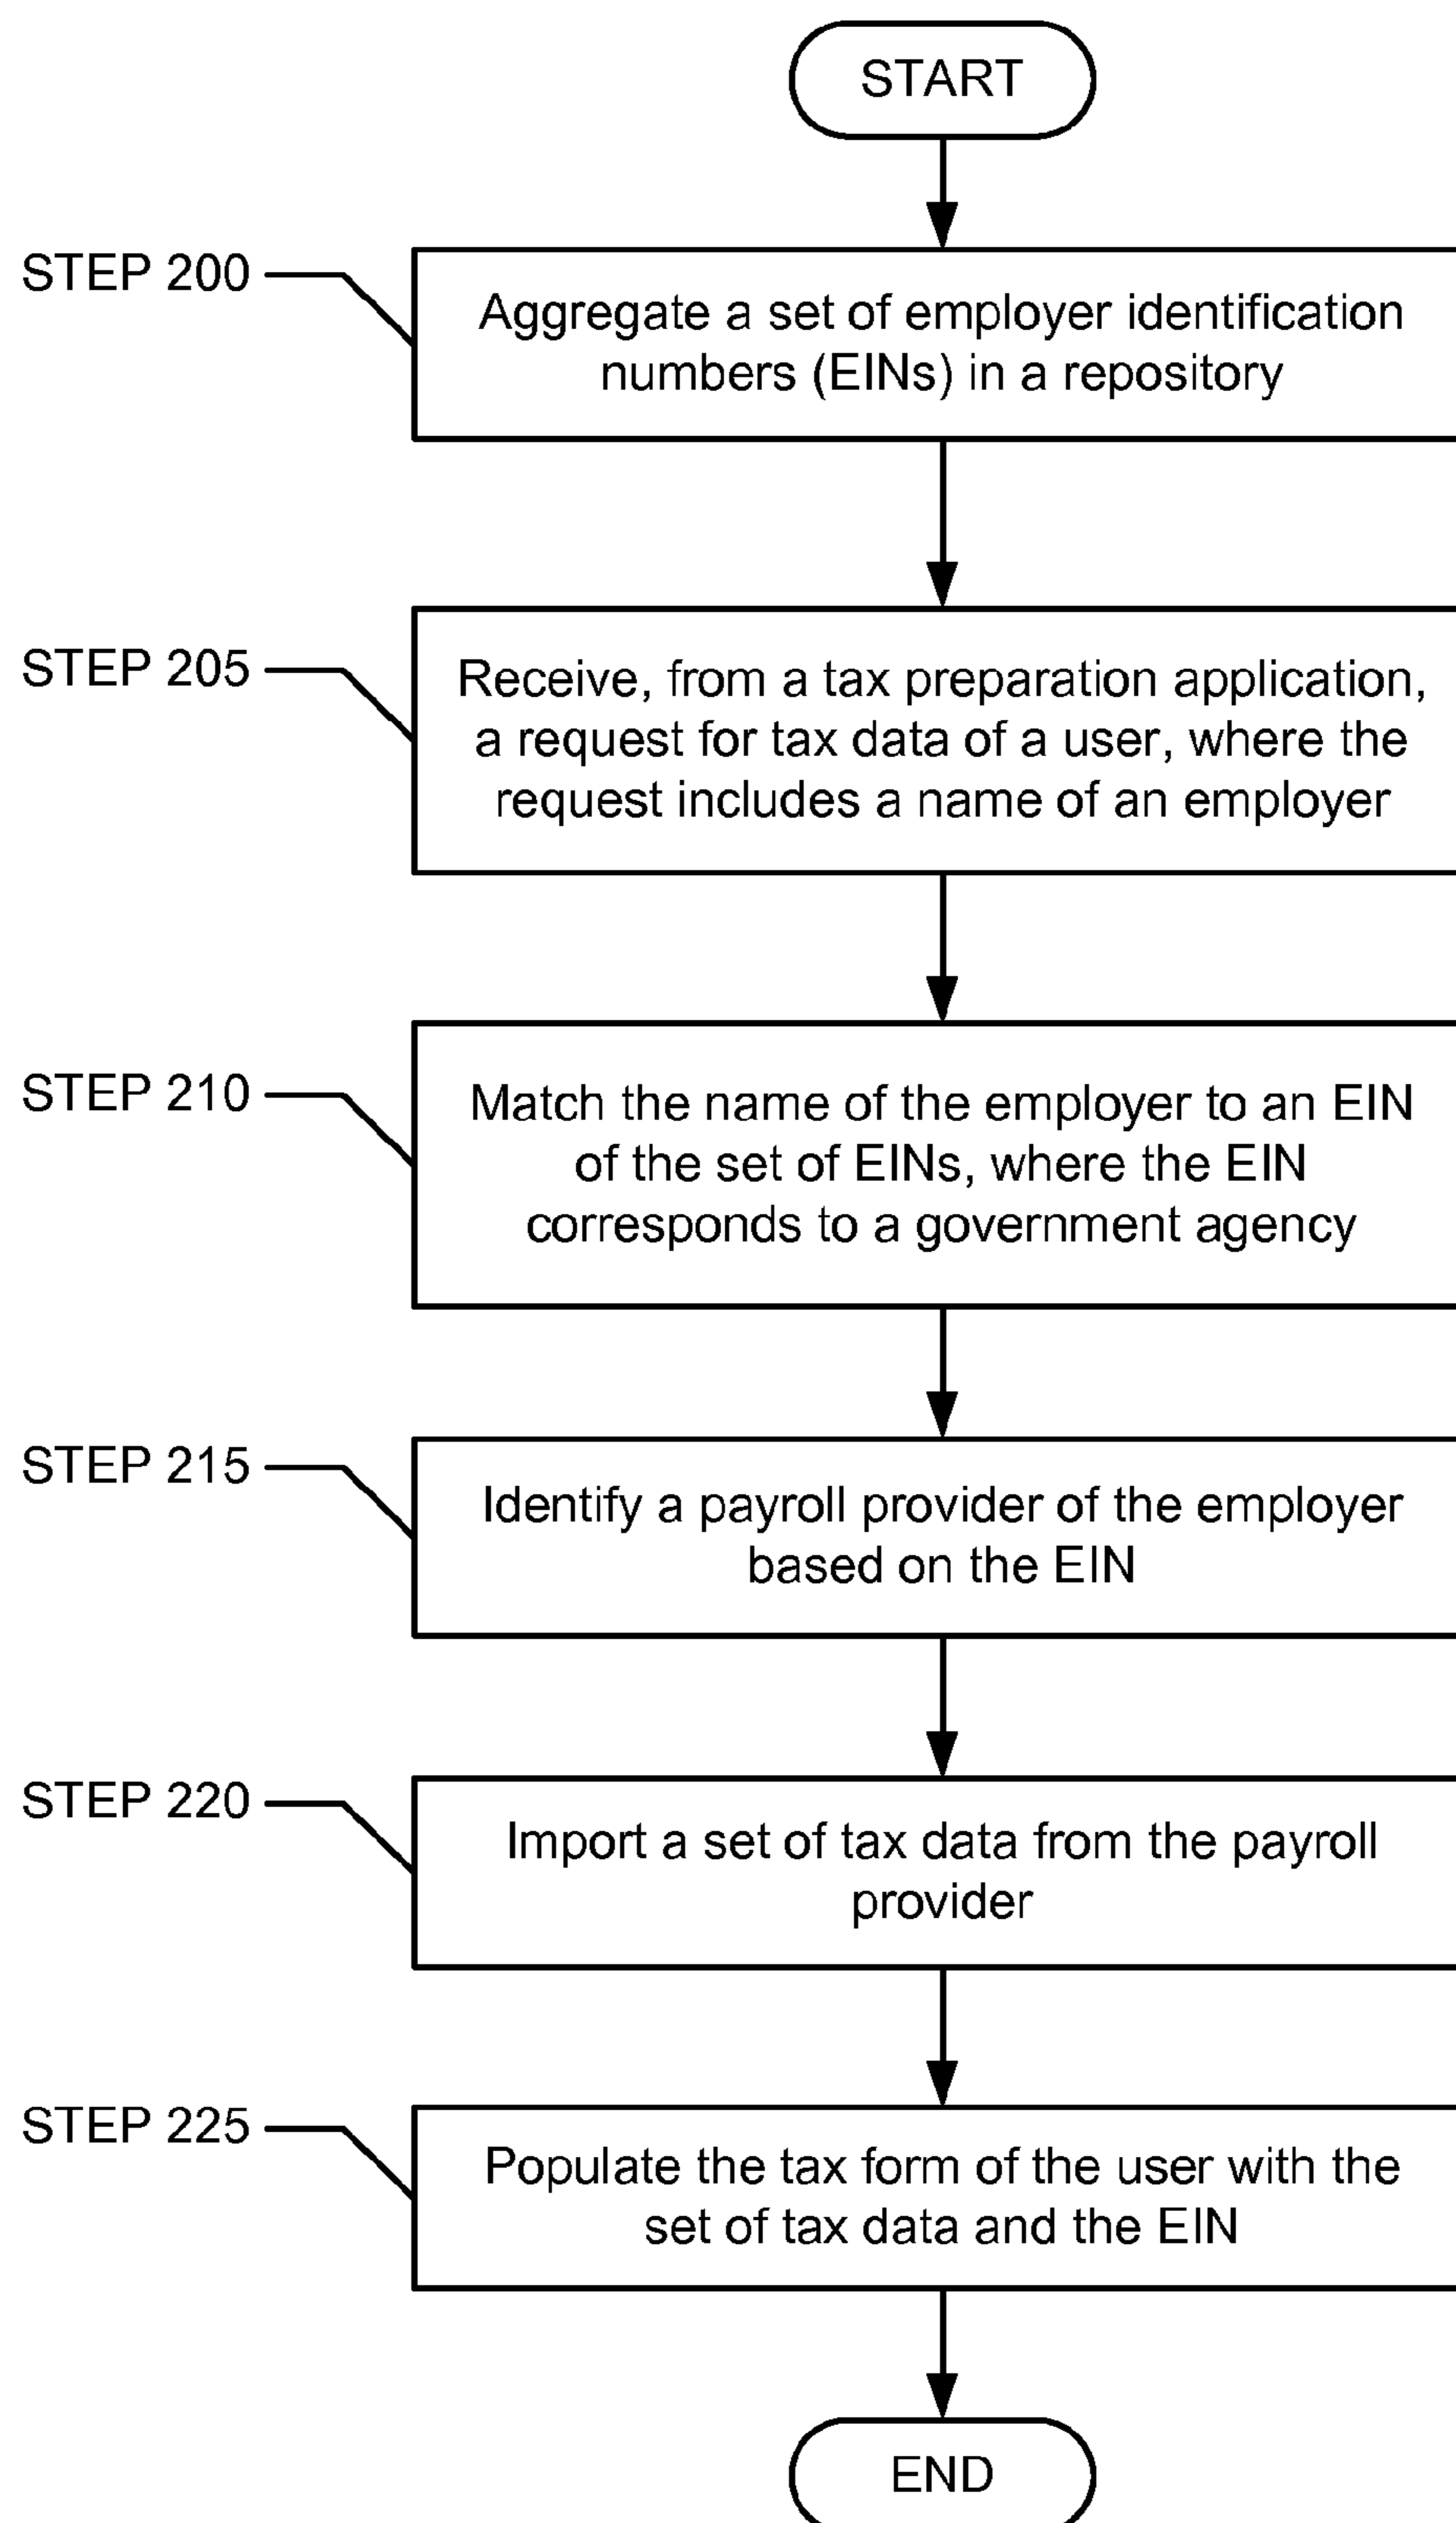 START
STEP 200
Aggregate a set of employer identification
numbers (EINs) in a repository
STEP 205
Receive, from a tax preparation application,
a request for tax data of a user, where the
request includes a name of an employer
STEP 210
Match the name of the employer to an EIN
of the set of EINs, where the EIN
corresponds to a government agency
STEP 215
Identify a payroll provider of the employer
based on the EIN
STEP 220
Import a set of tax data from the payroll
provider
STEP 225
Populate the tax form of the user with the
set of tax data and the EIN
END